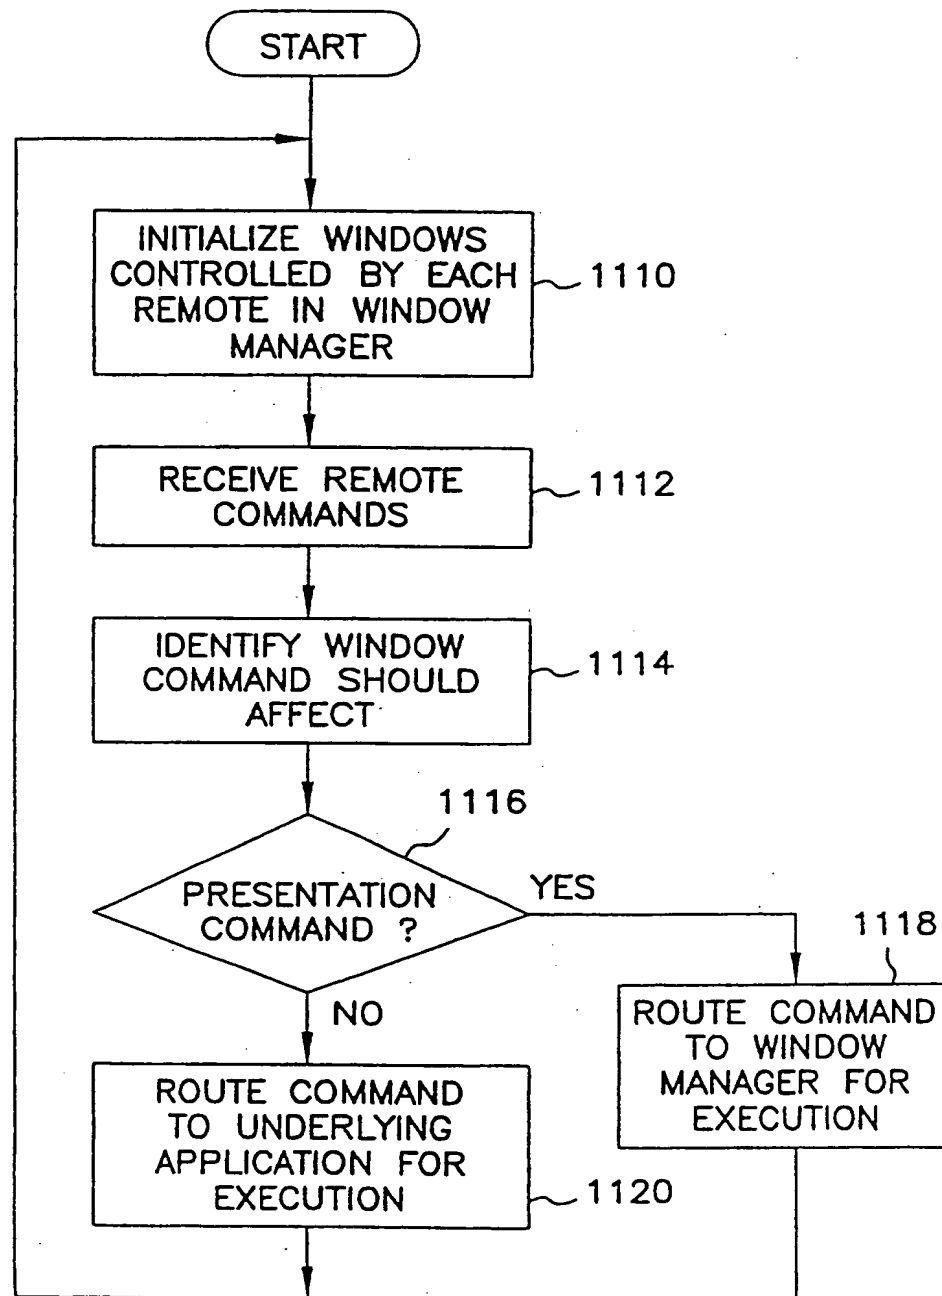 START
INITIALIZE WINDOWS
CONTROLLED BY EACH
REMOTE IN WINDOW
MANAGER
1110
RECEIVE REMOTE
COMMANDS
1112
IDENTIFY WINDOW
COMMAND SHOULD
AFFECT
1114
1116
PRESENTATION
COMMAND ?
YES
NO
1118
ROUTE COMMAND
TO WINDOW
MANAGER FOR
EXECUTION
ROUTE COMMAND
TO UNDERLYING
APPLICATION FOR
EXECUTION
1120